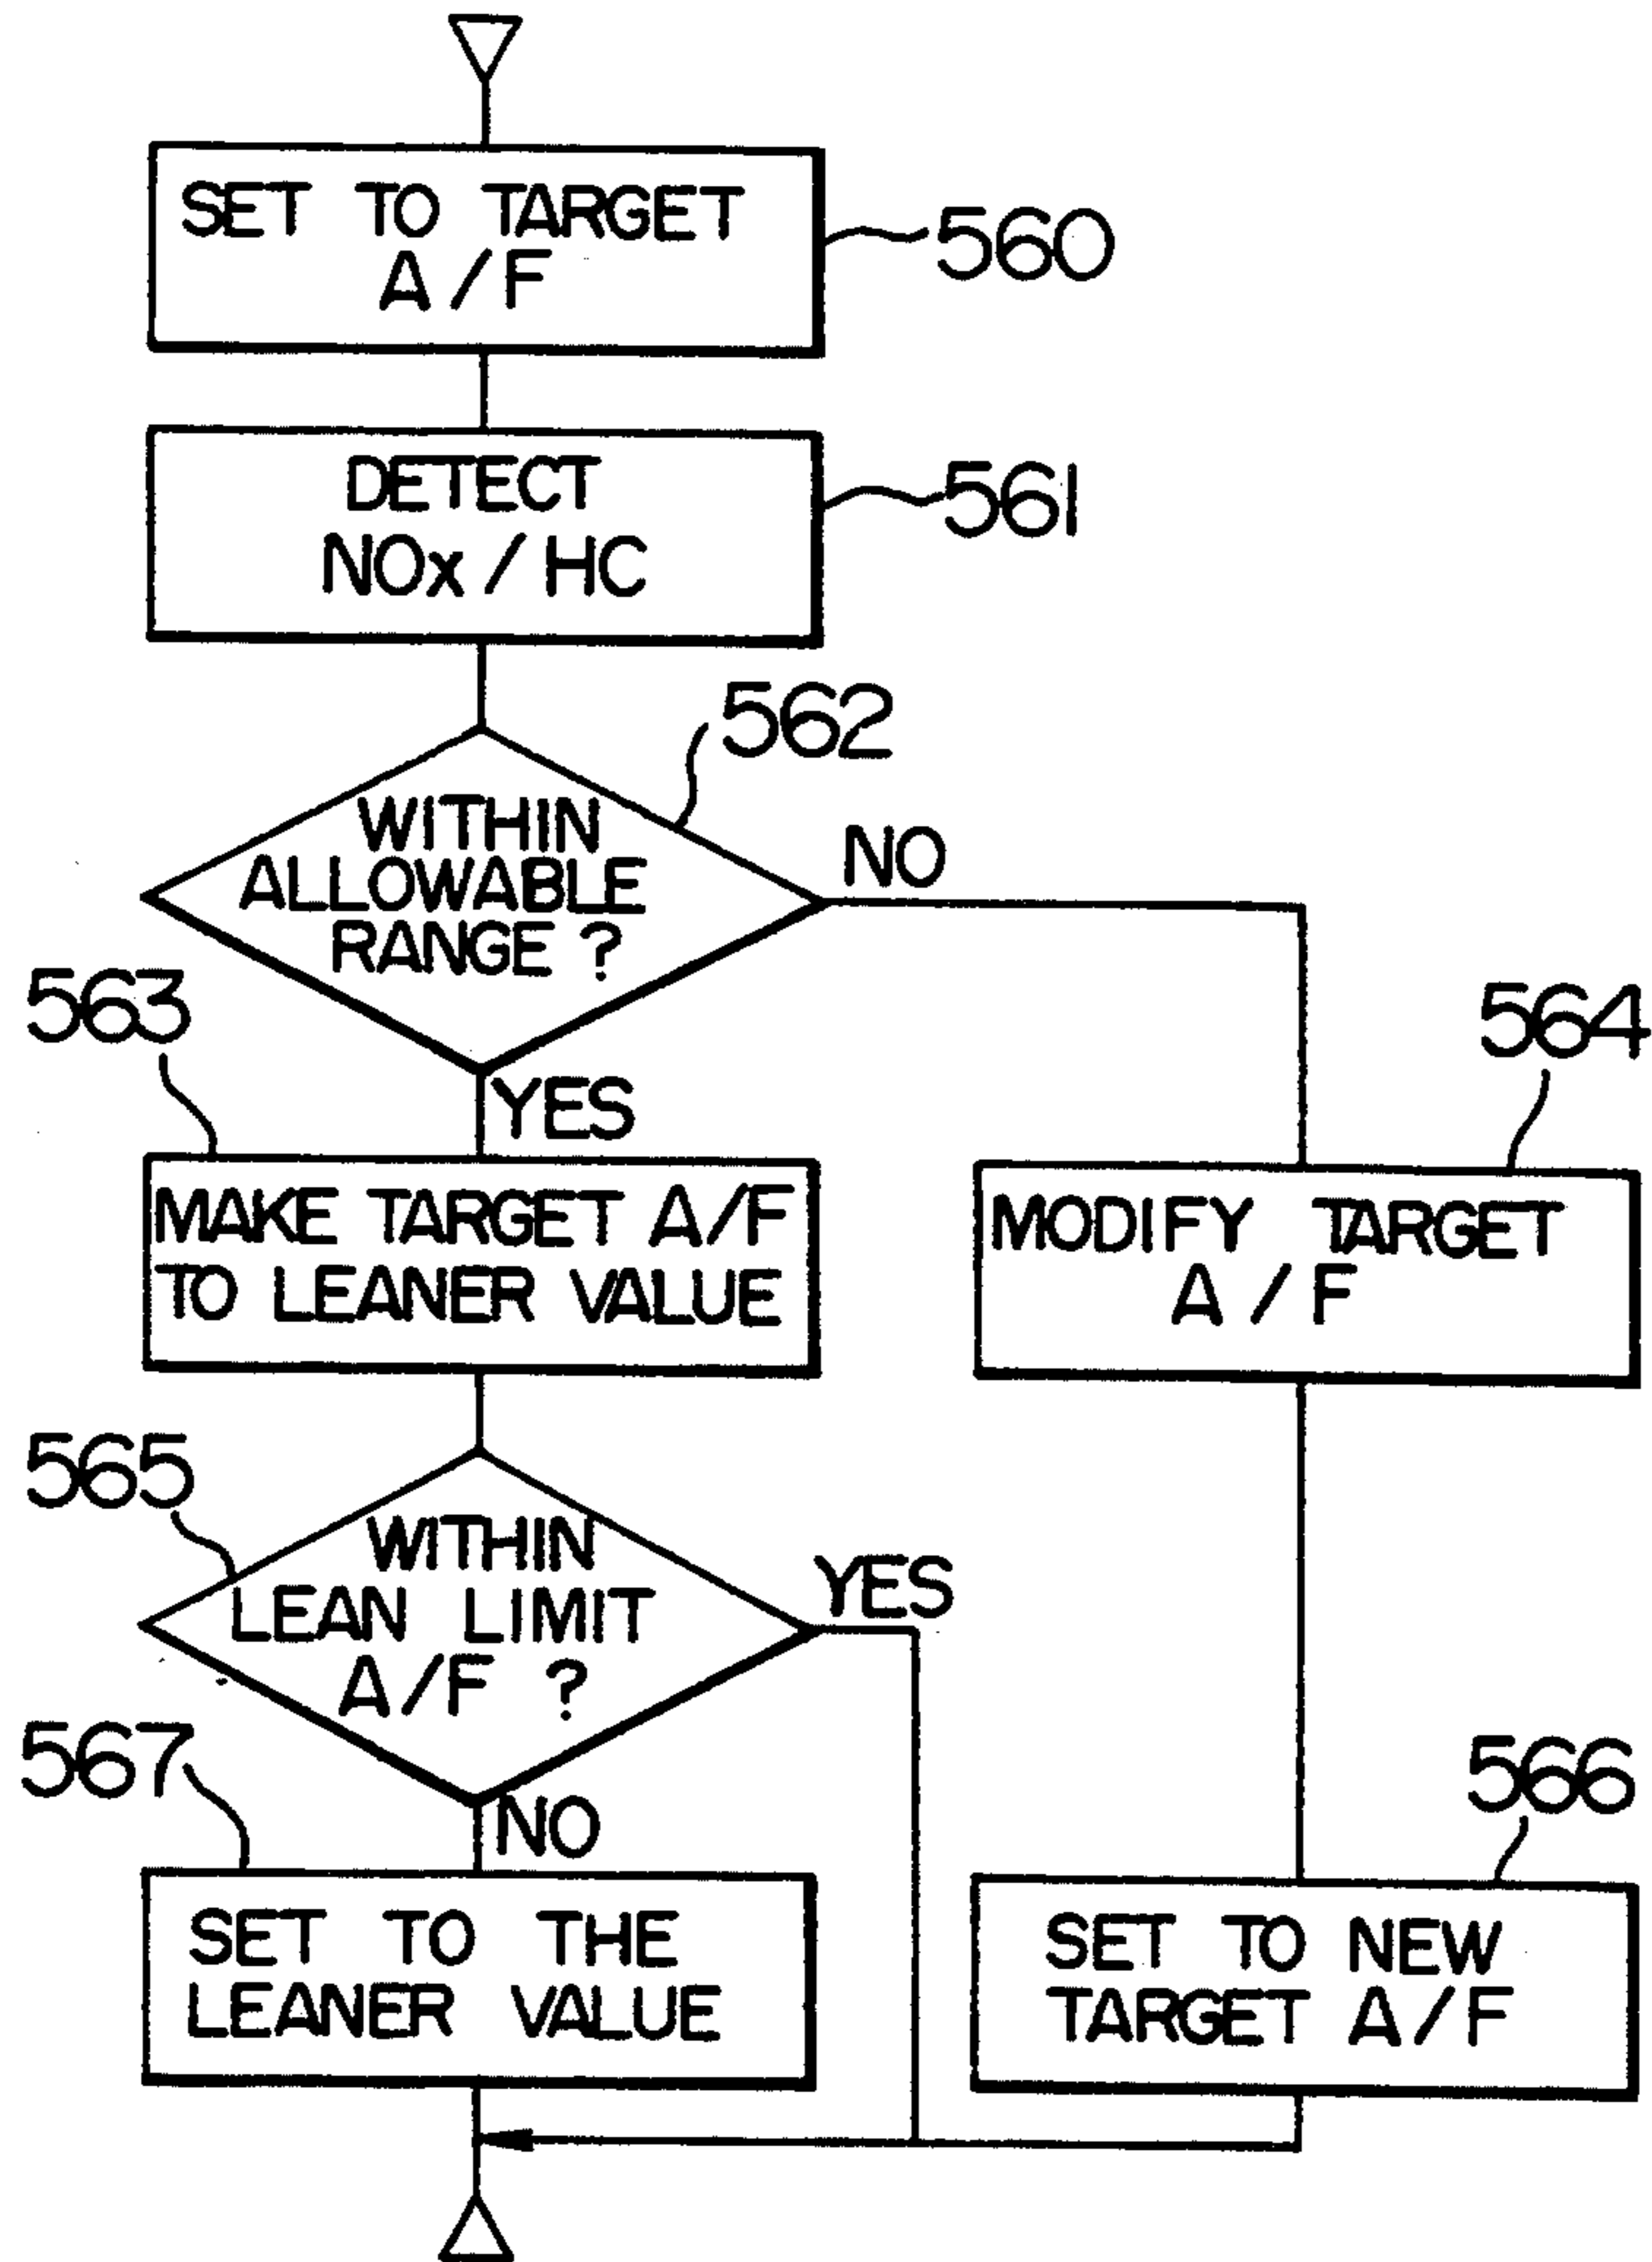 SET TO TARGET
A/F
560
DETECT
NOx/HC
561
562
WITHIN
ALLOWABLE
RANGE ?
NO
YES
563
MAKE TARGET A/F
TO LEANER VALUE
564
MODIFY TARGET
A/F
565
WITHIN
LEAN LIMIT
A/F ?
YES
NO
567
SET TO THE
LEANER VALUE
566
SET TO NEW
TARGET A/F